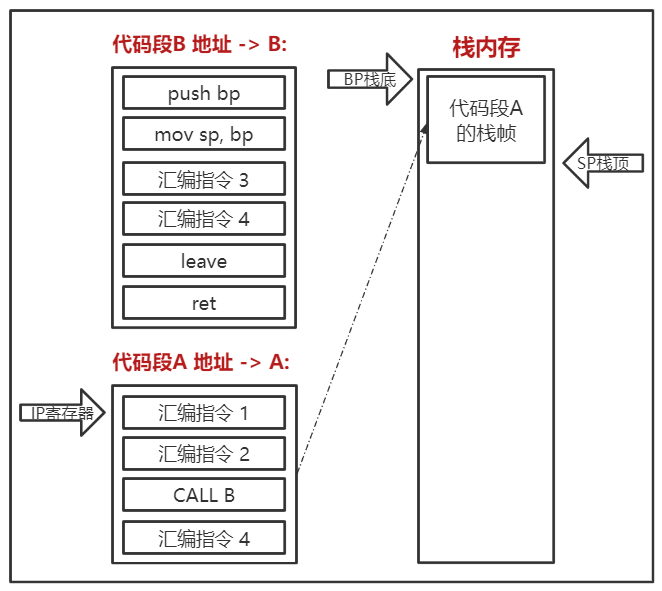 代码段B 地址 -> B:
push bp
mov sp, bp
汇编指令 3
汇编指令 4
leave
ret
代码段A 地址 -> A:
IP寄存器
汇编指令 1
汇编指令 2
CALL B
汇编指令 4
栈内存
BP栈底
代码段A
的栈帧
SP栈顶